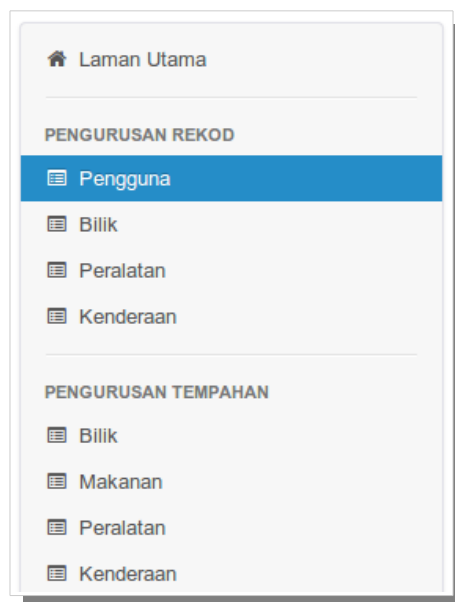 Laman Utama
PENGURUSAN REKOD
Pengguna
Bilik
Peralatan
Kenderaan
PENGURUSAN TEMPAHAN
Bilik
Makanan
Peralatan
Kenderaan